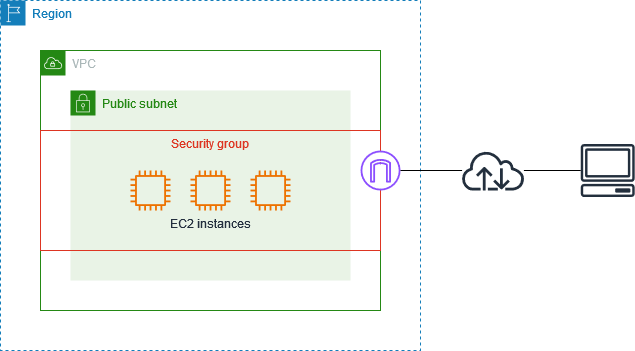 Region
VPC
Public subnet
Security group
EC2 instances